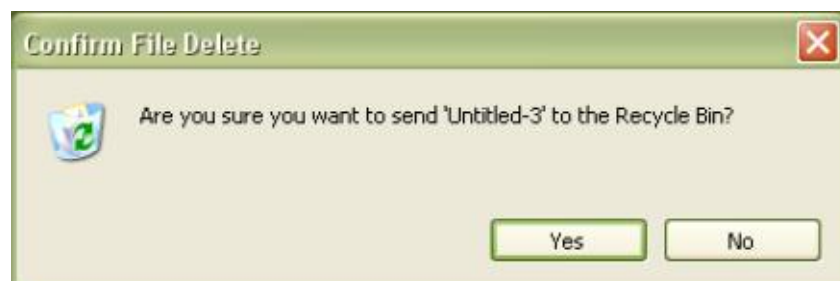 Confirm File Delete
Are you sure you want to send 'Untitled-3' to the Recycle Bin?
Yes
No